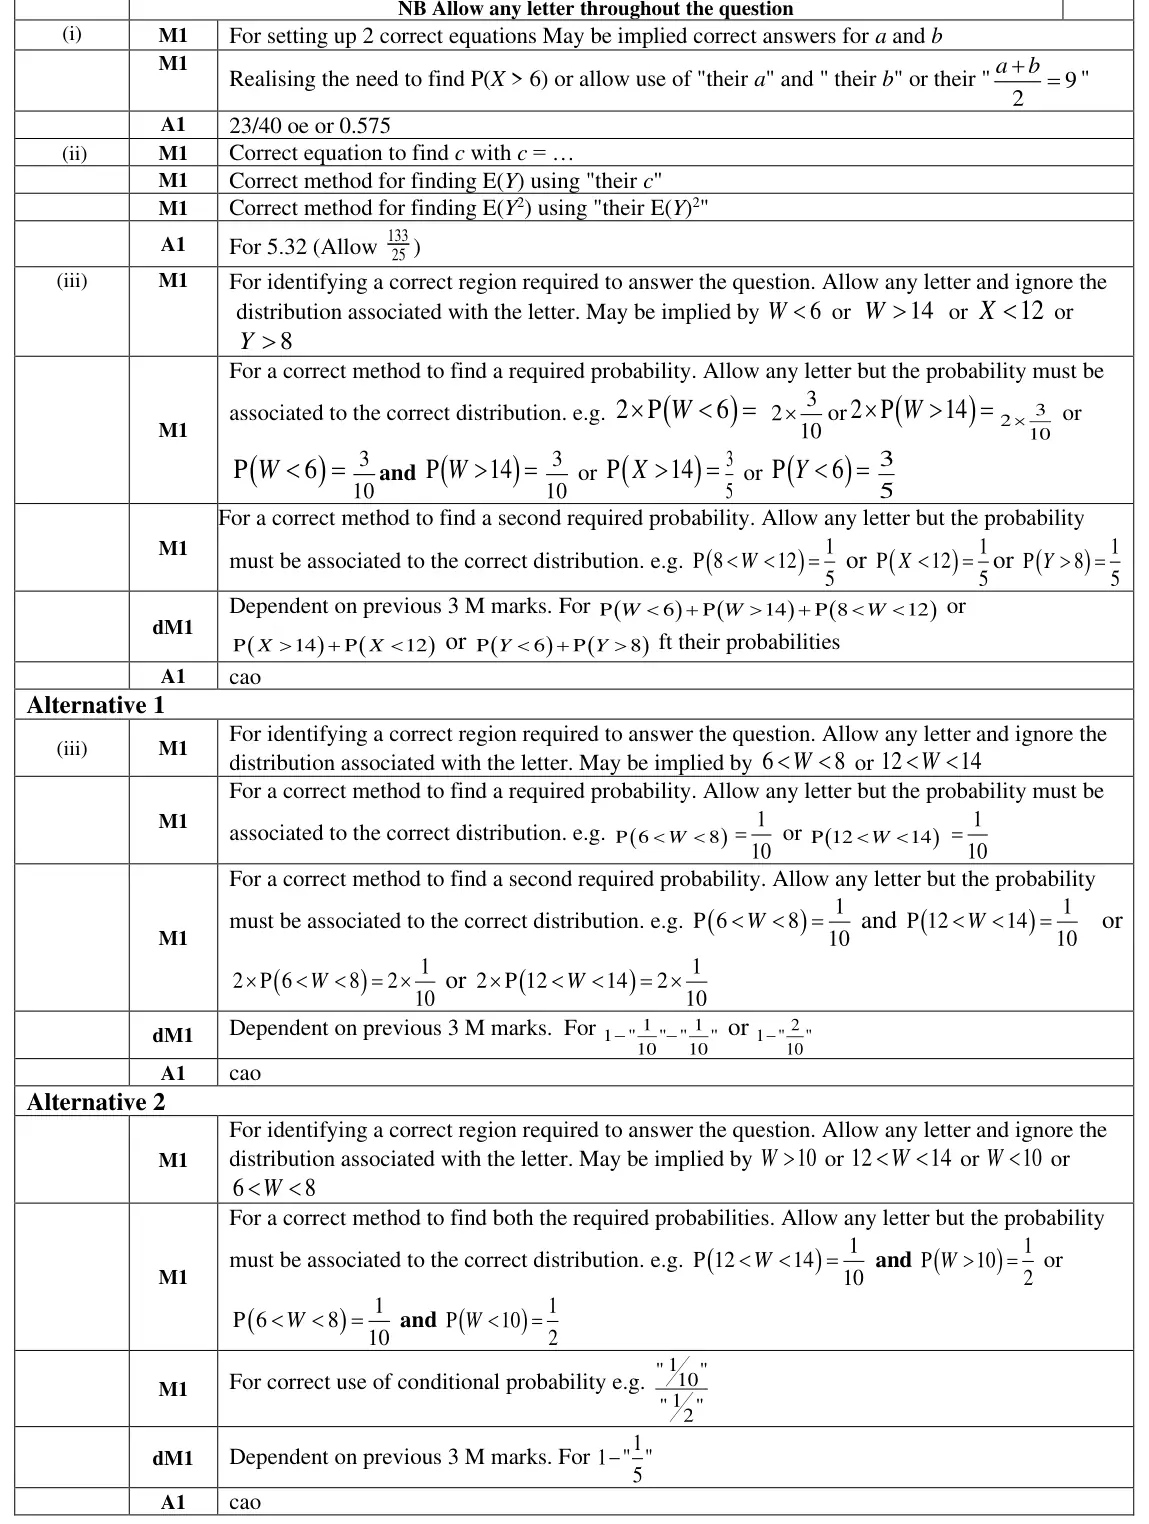 NB Allow any letter throughout the question
(i) M1 For setting up 2 correct equations May be implied correct answers for a and b
M1 Realising the need to find P(X > 6) or allow use of "their a" and " their b" or their " (a+b)/2 = 9 "
A1 23/40 oe or 0.575
(ii) M1 Correct equation to find c with c = …
M1 Correct method for finding E(Y) using "their c"
M1 Correct method for finding E(Y²) using "their E(Y)²"
A1 For 5.32 (Allow 133/25 )
(iii) M1 For identifying a correct region required to answer the question. Allow any letter and ignore the
distribution associated with the letter. May be implied by W < 6 or W > 14 or X < 12 or
Y > 8
For a correct method to find a required probability. Allow any letter but the probability must be
M1 associated to the correct distribution. e.g. 2 × P(W < 6) = 2 × 3/10 or 2 × P(W > 14) = 2 × 3/10 or
P(W < 6) = 3/10 and P(W > 14) = 3/10 or P(X > 14) = 3/5 or P(Y < 6) = 3/5
For a correct method to find a second required probability. Allow any letter but the probability
M1 must be associated to the correct distribution. e.g. P(8 < W < 12) = 1/5 or P(X < 12) = 1/5 or P(Y > 8) = 1/5
dM1 Dependent on previous 3 M marks. For P(W < 6) + P(W > 14) + P(8 < W < 12) or
P(X > 14) + P(X < 12) or P(Y < 6) + P(Y > 8) ft their probabilities
A1 cao
Alternative 1
(iii) M1 For identifying a correct region required to answer the question. Allow any letter and ignore the
distribution associated with the letter. May be implied by 6 < W < 8 or 12 < W < 14
For a correct method to find a required probability. Allow any letter but the probability must be
M1 associated to the correct distribution. e.g. P(6 < W < 8) = 1/10 or P(12 < W < 14) = 1/10
For a correct method to find a second required probability. Allow any letter but the probability
M1 must be associated to the correct distribution. e.g. P(6 < W < 8) = 1/10 and P(12 < W < 14) = 1/10 or
2 × P(6 < W < 8) = 2 × 1/10 or 2 × P(12 < W < 14) = 2 × 1/10
dM1 Dependent on previous 3 M marks. For 1 – " 1/10 " – " 1/10 " or 1 – " 2/10 "
A1 cao
Alternative 2
For identifying a correct region required to answer the question. Allow any letter and ignore the
M1 distribution associated with the letter. May be implied by W > 10 or 12 < W < 14 or W < 10 or
6 < W < 8
For a correct method to find both the required probabilities. Allow any letter but the probability
M1 must be associated to the correct distribution. e.g. P(12 < W < 14) = 1/10 and P(W > 10) = 1/2 or
P(6 < W < 8) = 1/10 and P(W < 10) = 1/2
M1 For correct use of conditional probability e.g. "1/10" / "1/2"
dM1 Dependent on previous 3 M marks. For 1 – " 1/5 "
A1 cao